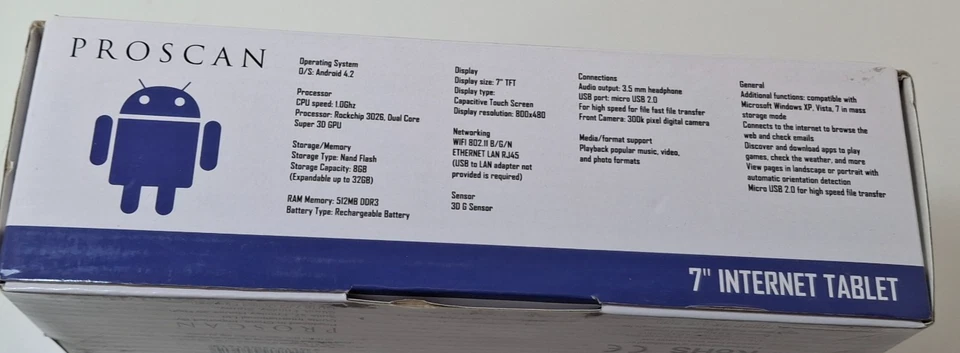 PROSCAN
Operating System
O/S: Android 4.2
Processor
CPU speed: 1.0Ghz
Processor: Rockchip 3026, Dual Core
Super 3D GPU
Storage/Memory
Storage Type: Nand Flash
Storage Capacity: 8GB
(Expandable up to 32GB)
RAM Memory: 512MB DDR3
Battery Type: Rechargeable Battery
Display
Display size: 7" TFT
Display type:
Capacitive Touch Screen
Display resolution: 800x480
Networking
WIFI 802.11 B/G/N
ETHERNET LAN RJ45
(USB to LAN adapter not
provided is required)
Sensor
3D G Sensor
Connections
Audio output: 3.5 mm headphone
USB port: micro USB 2.0
For high speed for file fast file transfer
Front Camera: 300k pixel digital camera
Media/format support
Playback popular music, video,
and photo formats
General
Additional functions: compatible with
Microsoft Windows XP, Vista, 7 in mass
storage mode
Connects to the internet to browse the
web and check emails
Discover and download apps to play
games, check the weather, and more
View pages in landscape or portrait with
automatic orientation detection
Micro USB 2.0 for high speed file transfer
7" INTERNET TABLET
PROSCAN
RoHS CE